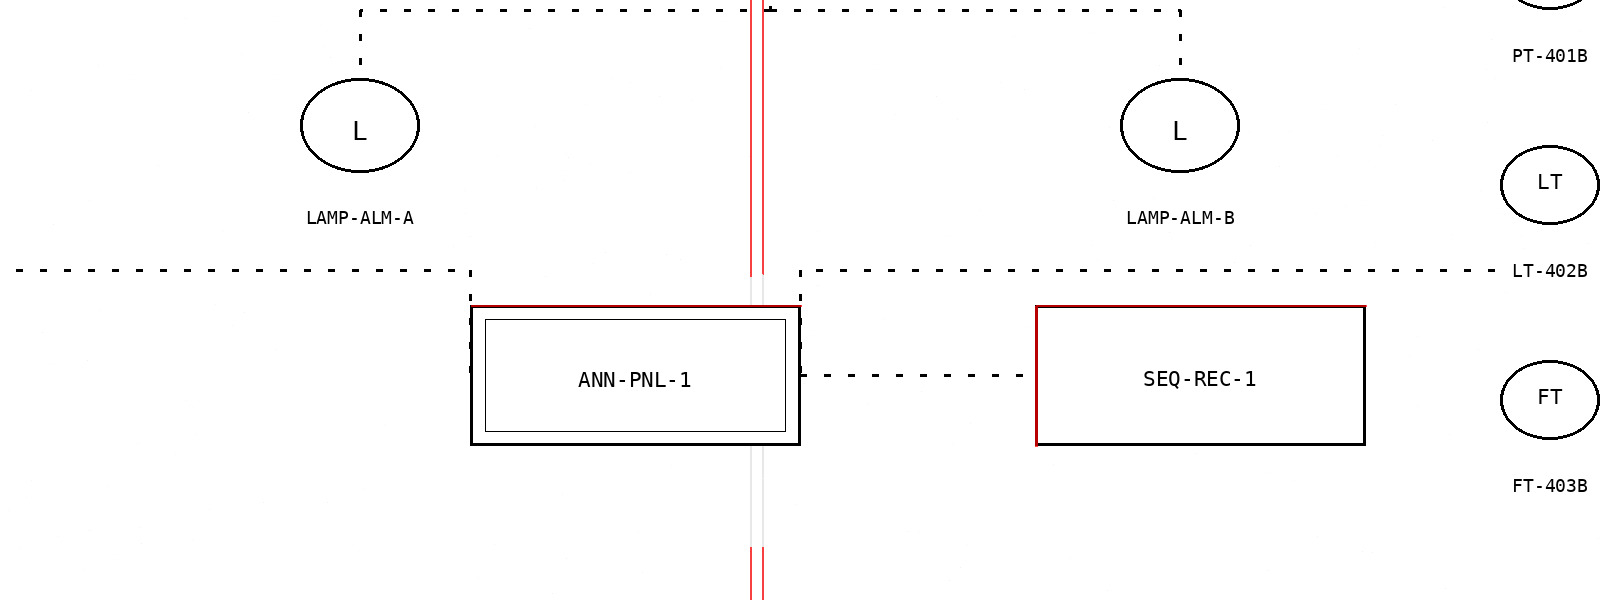 PT-401B
L
L
LT
LAMP-ALM-A
LAMP-ALM-B
LT-402B
ANN-PNL-1
SEQ-REC-1
FT
FT-403B